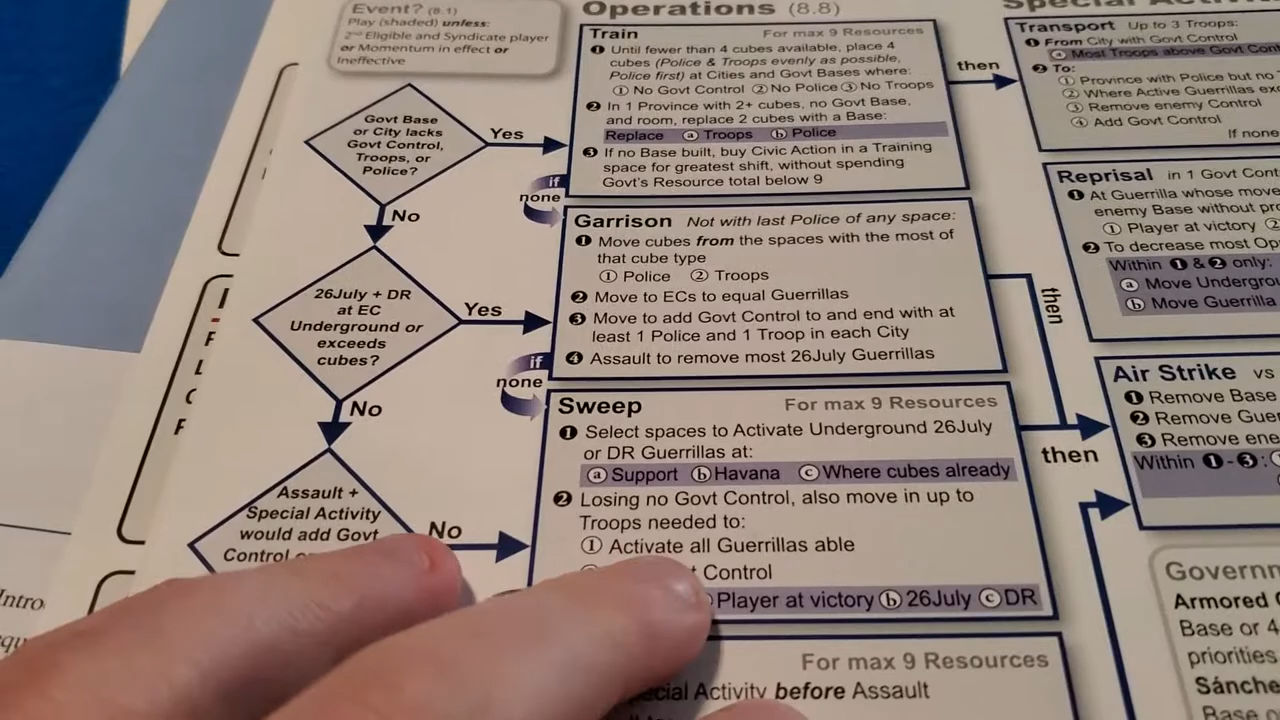 Event? (8.1)
Play (shaded) unless:
2nd Eligible and Syndicate player
or Momentum in effect or
Ineffective
Govt Base
or City lacks
Govt Control,
Troops, or
Police?
Yes
No
26July + DR
at EC
Underground or
exceeds
cubes?
Yes
No
Assault +
Special Activity
would add Govt
Control
No
Operations (8.8)
Train For max 9 Resources
❶ Until fewer than 4 cubes available, place 4
cubes (Police & Troops evenly as possible,
Police first) at Cities and Govt Bases where:
① No Govt Control ② No Police ③ No Troops
❷ In 1 Province with 2+ cubes, no Govt Base,
and room, replace 2 cubes with a Base:
Replace ⓐ Troops ⓑ Police
❸ If no Base built, buy Civic Action in a Training
space for greatest shift, without spending
Govt's Resource total below 9
then
if
none
Garrison Not with last Police of any space:
❶ Move cubes from the spaces with the most of
that cube type
① Police ② Troops
❷ Move to ECs to equal Guerrillas
❸ Move to add Govt Control to and end with at
least 1 Police and 1 Troop in each City
❹ Assault to remove most 26July Guerrillas
then
if
none
Sweep For max 9 Resources
❶ Select spaces to Activate Underground 26July
or DR Guerrillas at:
ⓐ Support ⓑ Havana ⓒ Where cubes already
❷ Losing no Govt Control, also move in up to
Troops needed to:
① Activate all Guerrillas able
Control
Player at victory ⓑ 26July ⓒ DR
then
For max 9 Resources
Activity before Assault
Special
Transport Up to 3 Troops:
❶ From City with Govt Control
ⓐ Most Troops above Govt
❷ To:
① Province with Police but no
② Where Active Guerrillas
③ Remove enemy Control
④ Add Govt Control
If none
Reprisal in 1 Govt
❶ At Guerrilla whose move
enemy Base without
① Player at victory ②
❷ To decrease most
Within ❶ & ❷ only:
ⓐ Move
ⓑ Move Guerrilla
Air Strike vs
❶ Remove Base
❷ Remove
❸ Remove
Within ❶-❸:
Armored
Base or 4
priorities
Base
Intro